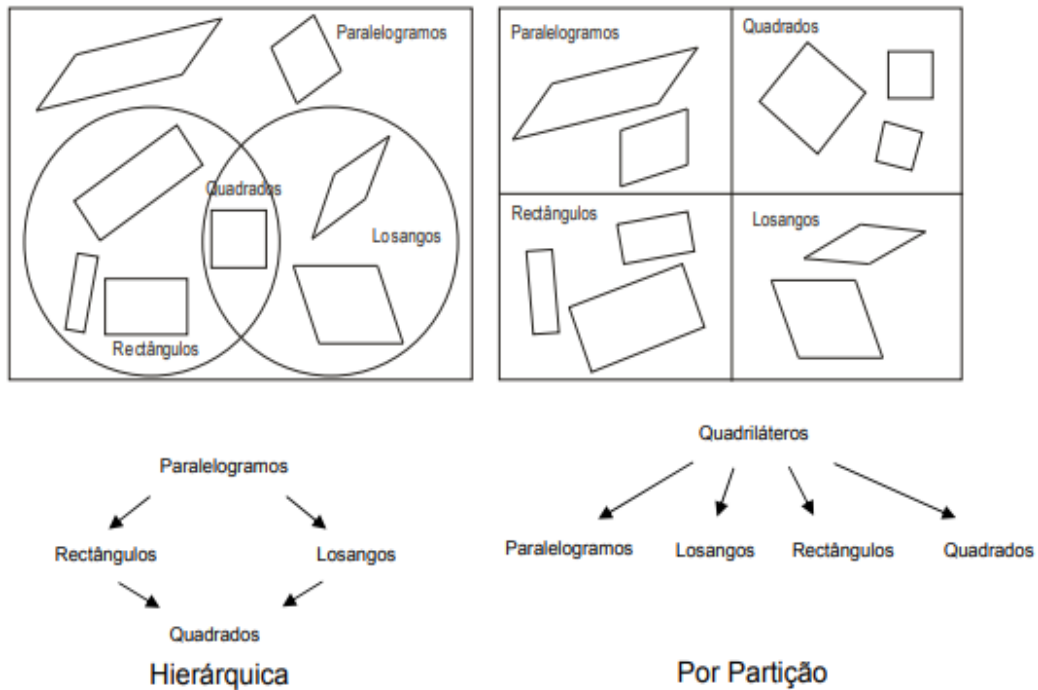 Paralelogramos
Quadrados
Losangos
Rectângulos
Paralelogramos
Quadrados
Rectângulos
Losangos
Paralelogramos
Rectângulos
Losangos
Quadrados
Hierárquica
Quadriláteros
Paralelogramos
Losangos
Rectângulos
Quadrados
Por Partição